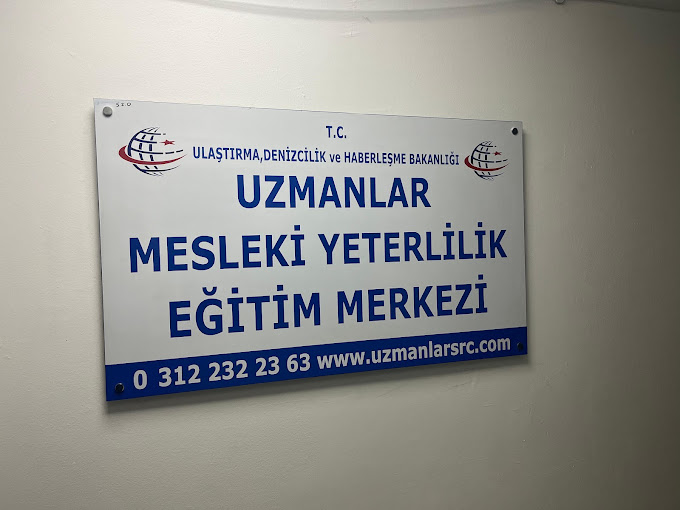 T.C.
ULAŞTIRMA,DENİZCİLİK ve HABERLEŞME BAKANLIĞI
UZMANLAR
MESLEKİ YETERLİLİK
EĞİTİM MERKEZİ
0 312 232 23 63 www.uzmanlarsrc.com